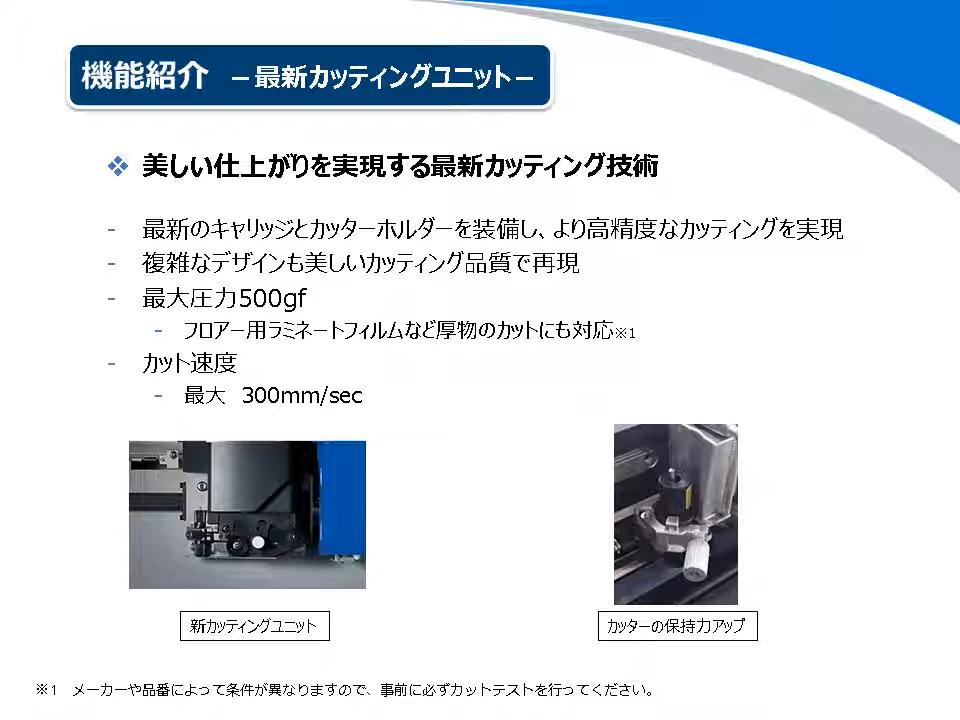 機能紹介 －最新カッティングユニット－
❖ 美しい仕上がりを実現する最新カッティング技術
- 最新のキャリッジとカッターホルダーを装備し、より高精度なカッティングを実現
- 複雑なデザインも美しいカッティング品質で再現
- 最大圧力500gf
- フロアー用ラミネートフィルムなど厚物のカットにも対応※1
- カット速度
- 最大 300mm/sec
新カッティングユニット
カッターの保持力アップ
※1 メーカーや品番によって条件が異なりますので、事前に必ずカットテストを行ってください。